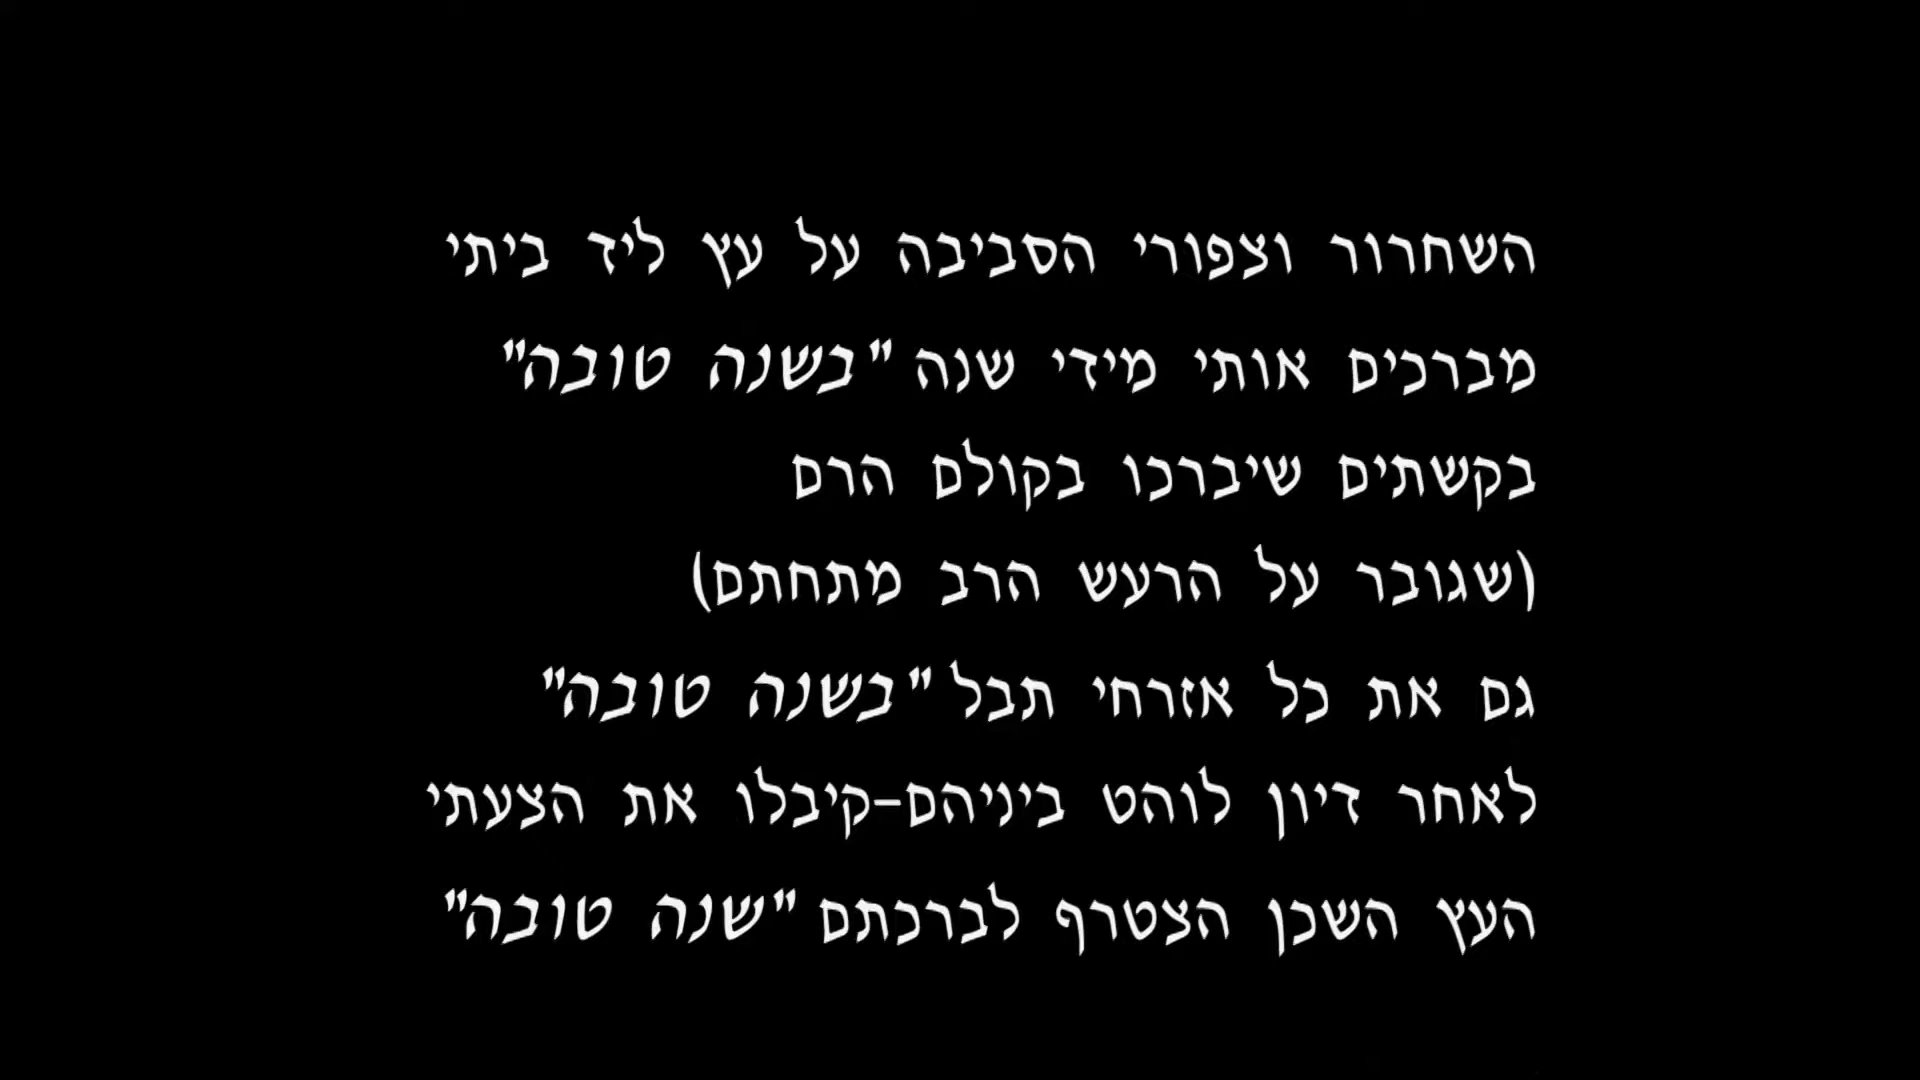 השחרור וצפורי הסביבה על עץ ליד ביתי
מברכים אותי מידי שנה "בשנה טובה"
בקשתים שיברכו בקולם הרם
(שגובר על הרעש הרב מתחתם)
גם את כל אזרחי תבל "בשנה טובה"
לאחר דיון לוהט ביניהם-קיבלו את הצעתי
העץ השכן הצטרף לברכתם "שנה טובה"